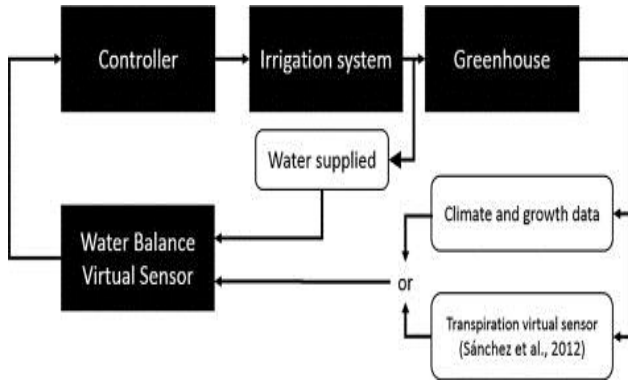 Controller
Irrigation system
Greenhouse
Water supplied
Climate and growth data
Water Balance
Virtual Sensor
or
Transpiration virtual sensor
(Sánchez et al., 2012)